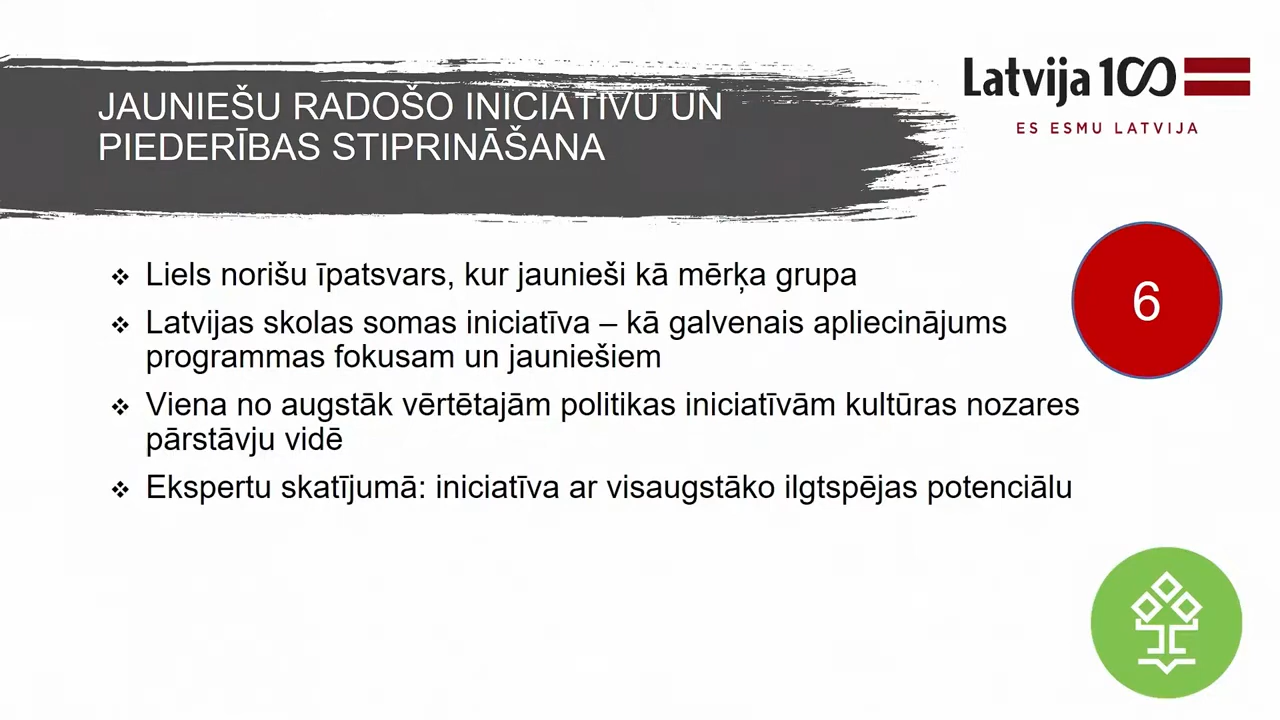 JAUNIEŠU RADOŠO INICIATĪVU UN
PIEDERĪBAS STIPRINĀŠANA
Latvija 100
ES ESMU LATVIJA
❖ Liels norišu īpatsvars, kur jaunieši kā mērķa grupa
❖ Latvijas skolas somas iniciatīva – kā galvenais apliecinājums
programmas fokusam un jauniešiem
❖ Viena no augstāk vērtētajām politikas iniciatīvām kultūras nozares
pārstāvju vidē
❖ Ekspertu skatījumā: iniciatīva ar visaugstāko ilgtspējas potenciālu
6